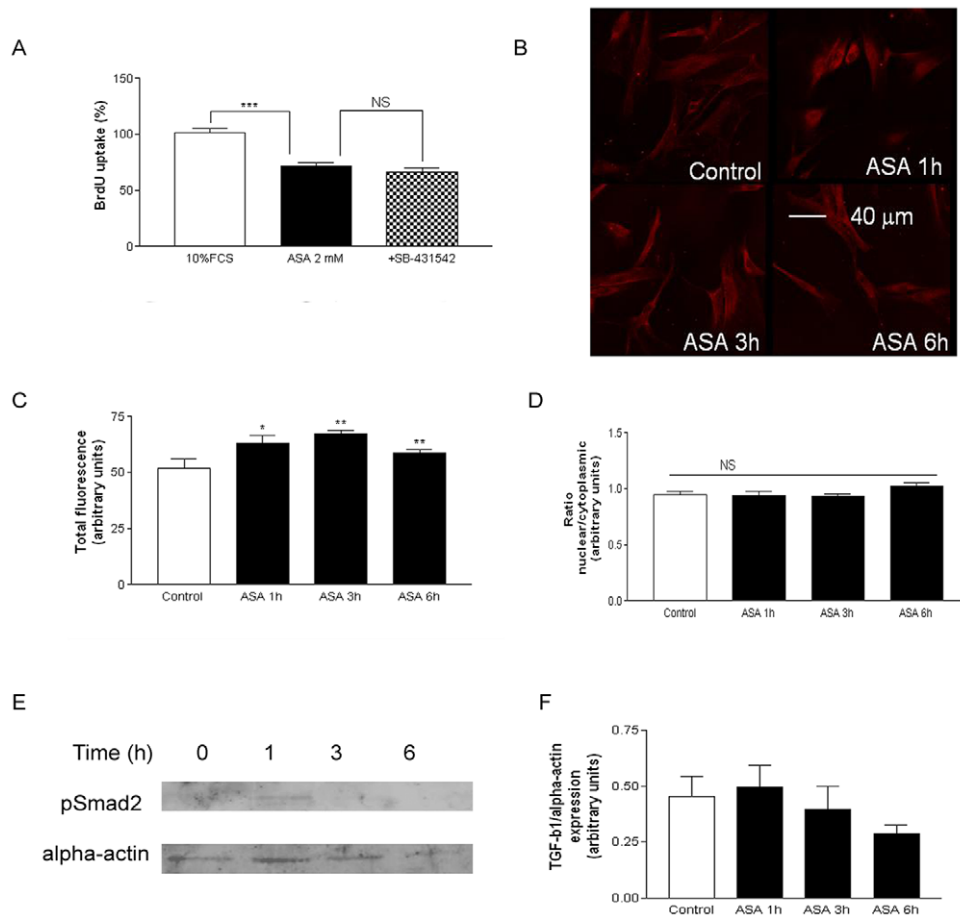 A
BrdU uptake (%)
150
100
50
0
***
NS
10%FCS
ASA 2 mM
+SB-431542
B
Control
ASA 1h
ASA 3h
40 μm
ASA 6h
C
Total fluorescence
(arbitrary units)
75
50
25
0
*
**
**
Control
ASA 1h
ASA 3h
ASA 6h
D
Ratio
nuclear/cytoplasmic
(arbitrary units)
1.5
1.0
0.5
0.0
NS
Control
ASA 1h
ASA 3h
ASA 6h
E
Time (h) 0 1 3 6
pSmad2
alpha-actin
F
TGF-b1/alpha-actin
expression
(arbitrary units)
0.75
0.50
0.25
0.00
Control
ASA 1h
ASA 3h
ASA 6h